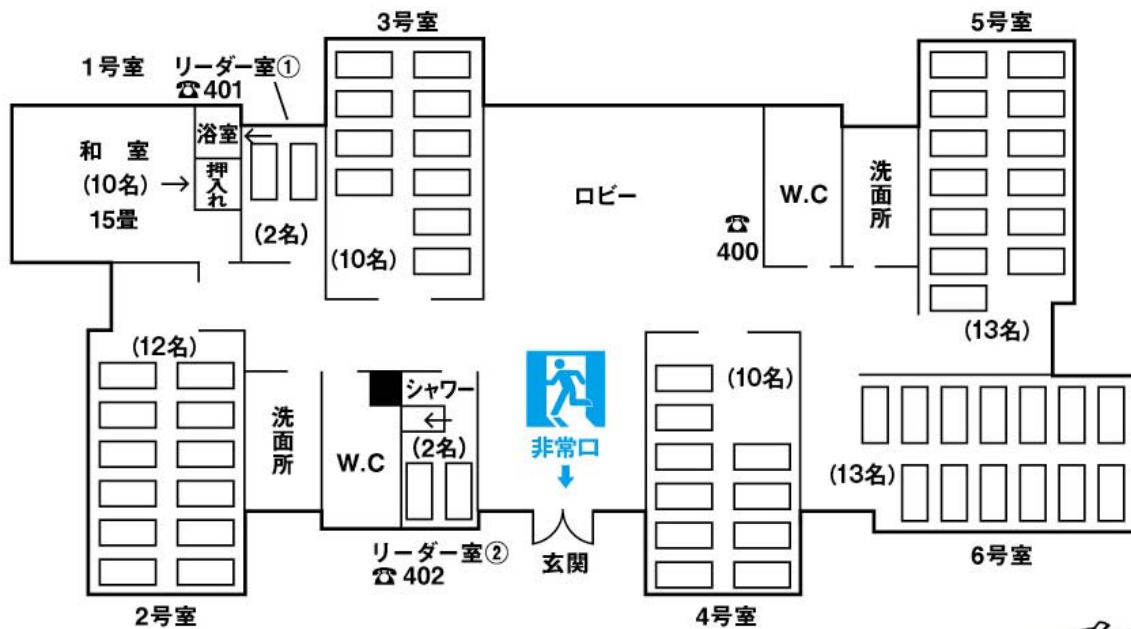 3号室
5号室
1号室
リーダー室①
☎401
浴室
和 室
(10名)→
15畳
押入れ
(2名)
(10名)
ロビー
☎
400
W.C
洗面所
(13名)
(12名)
洗面所
W.C
シャワー
(2名)
非常口
(10名)
(13名)
リーダー室②
☎402
玄関
6号室
2号室
4号室